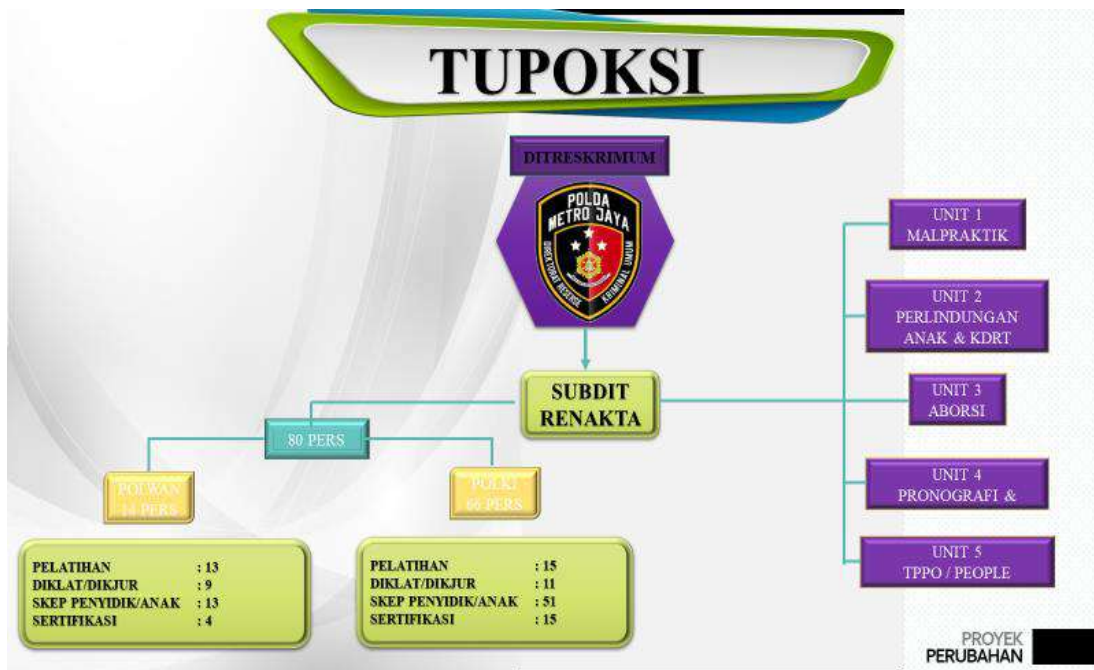 TUPOKSI
DITRESKRIMUM
POLDA
METRO JAYA
DIREKTORAT RESERSE
KRIMINAL UMUM
SUBDIT
RENAKTA
80 PERS
POLWAN
14 PERS
POLKI
66 PERS
PELATIHAN : 13
DIKLAT/DIKJUR : 9
SKEP PENYIDIK/ANAK : 13
SERTIFIKASI : 4
PELATIHAN : 15
DIKLAT/DIKJUR : 11
SKEP PENYIDIK/ANAK : 51
SERTIFIKASI : 15
UNIT 1
MALPRAKTIK
UNIT 2
PERLINDUNGAN
ANAK & KDRT
UNIT 3
ABORSI
UNIT 4
PRONOGRAFI &
UNIT 5
TPPO / PEOPLE
PROYEK
PERUBAHAN